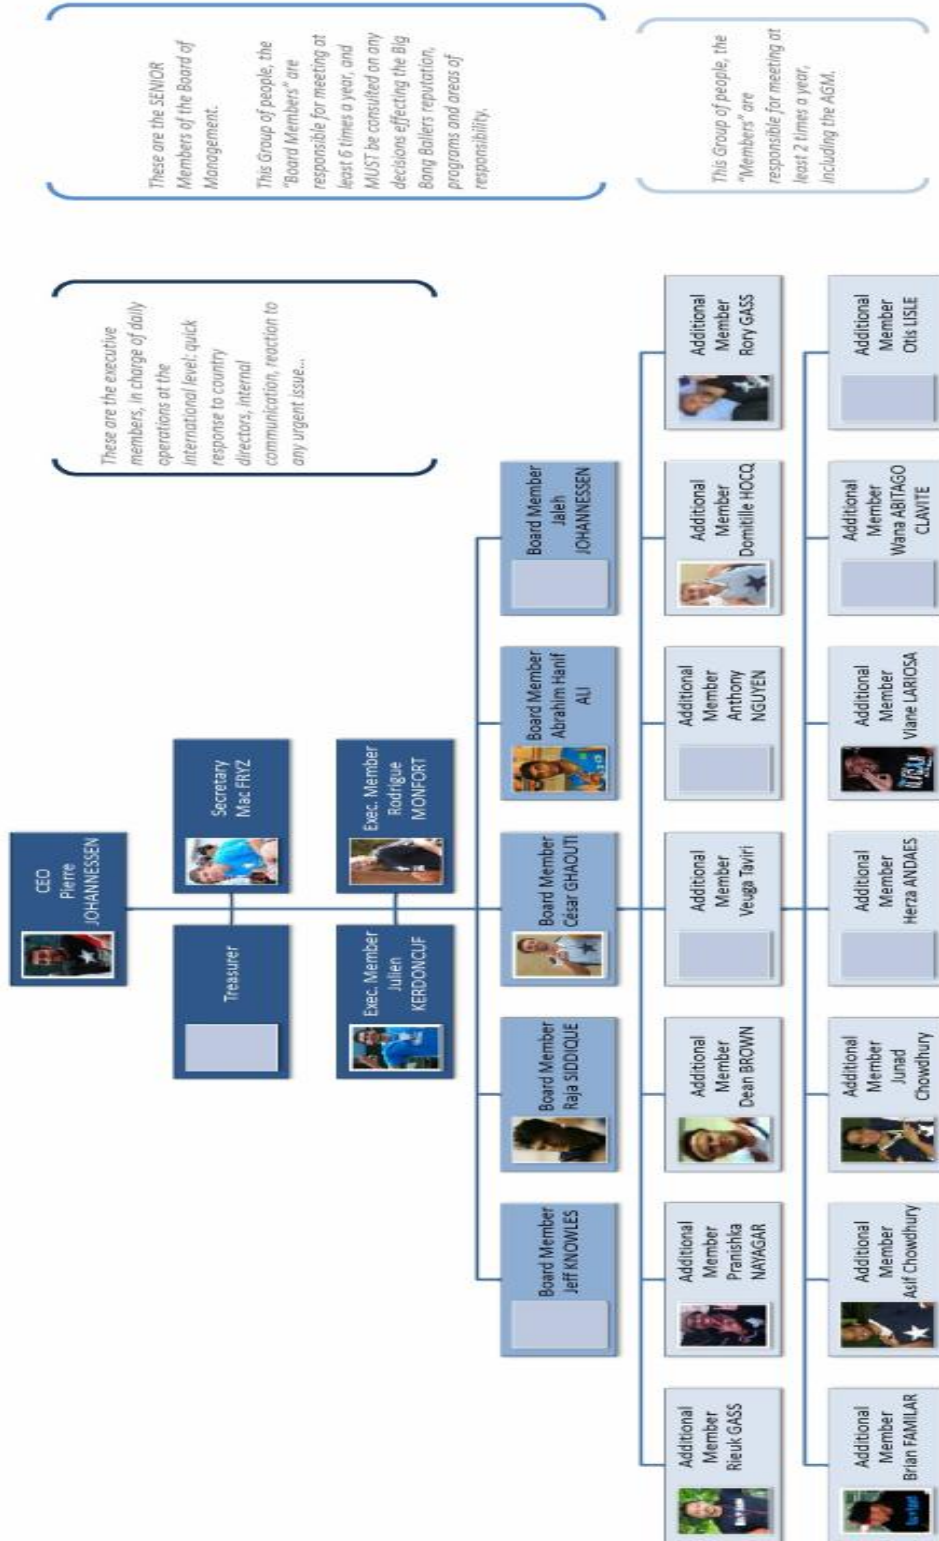 CEO
Pierre
JOHANNESSEN
Treasurer
Secretary
Mac FRYZ
Exec. Member
Julien
KERDONCUF
Exec. Member
Rodrigue
MONFORT
These are the executive
members, in charge of daily
operations at the
international level: quick
response to country
directors, internal
communication, reaction to
any urgent issue...
These are the SENIOR
Members of the Board of
Management.
This Group of people, the
"Board Members" are
responsible for meeting at
least 6 times a year, and
MUST be consulted on any
decisions effecting the Big
Bang Ballers reputation,
programs and areas of
responsibility.
Board Member
Jeff KNOWLES
Board Member
Raja SIDDIQUE
Board Member
César GHAOUTI
Board Member
Abrahim Hanif
ALI
Board Member
Jaleh
JOHANNESSEN
Additional
Member
Rieuk GASS
Additional
Member
Pranishka
NAYAGAR
Additional
Member
Dean BROWN
Additional
Member
Veuga Taviri
Additional
Member
Anthony
NGUYEN
Additional
Member
Domitille HOCQ
Additional
Member
Rory GASS
This Group of people, the
"Members" are
responsible for meeting at
least 2 times a year,
including the AGM.
Additional
Member
Brian FAMILAR
Additional
Member
Asif Chowdhury
Additional
Member
Junad
Chowdhury
Additional
Member
Herza ANDAES
Additional
Member
Viane LARIOSA
Additional
Member
Wana ABITAGO
CLAVITE
Additional
Member
Otis LISLE